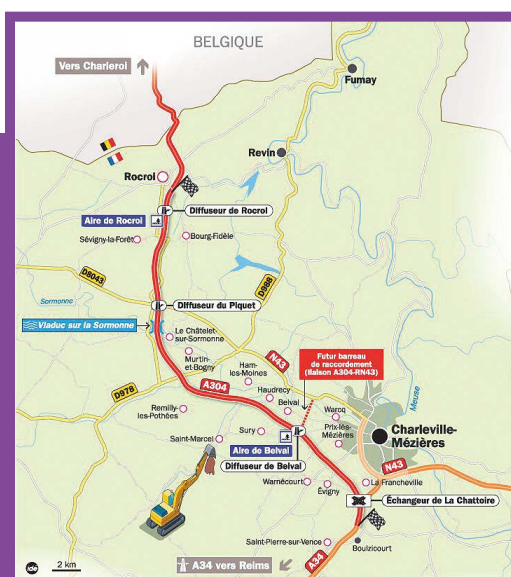 BELGIQUE
Vers Charleroi
Fumay
Revin
Rocroi
Diffuseur de Rocroi
Aire de Rocroi
Sévigny-la-Forêt
Bourg-Fidèle
D8043
D988
Sormonne
Diffuseur du Piquet
Viaduc sur la Sormonne
Le Châtelet-
sur-Sormonne
N43
Futur barreau
de raccordement
(liaison A304-RN43)
Murtin-
et-Bogny
Ham-
les-Moines
Meuse
D978
A304
Haudrecy
Belval
Remilly-
les-Pothées
Warcq
Prix-lès-
Mézières
Charleville-
Mézières
Sury
Saint-Marcel
Aire de Belval
Diffuseur de Belval
N43
Warnécourt
Évigny
La Francheville
Échangeur de La Chattoire
Saint-Pierre-sur-Vence
Boulzicourt
A34
A34 vers Reims
2 km
ide